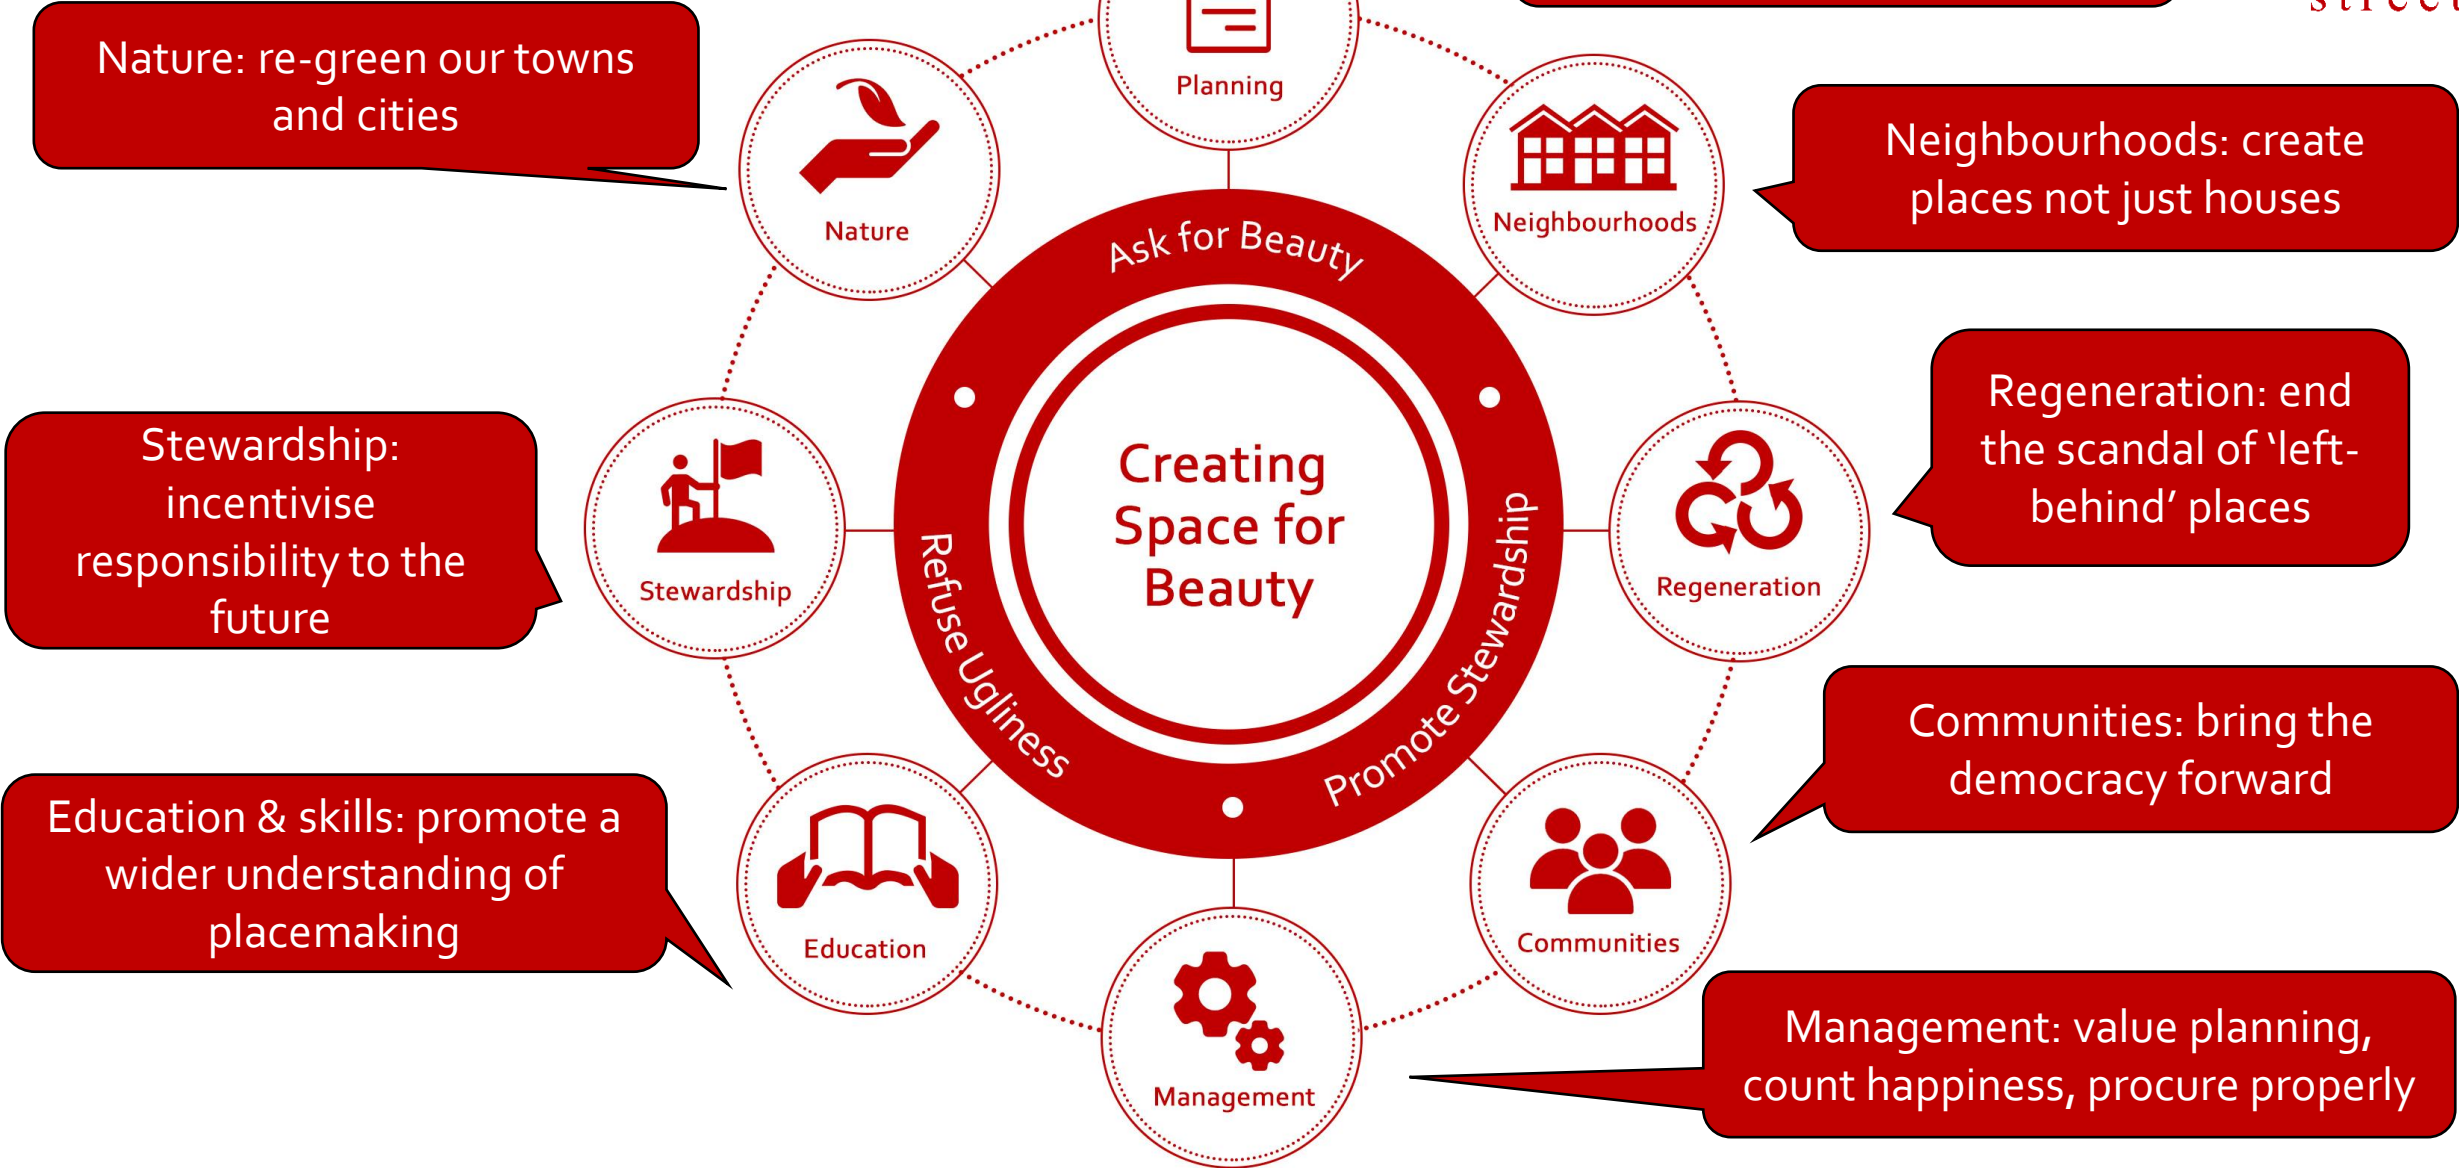 Nature: re-green our towns
and cities
Planning
Nature
Neighbourhoods
Neighbourhoods: create
places not just houses
Ask for Beauty
Refuse Ugliness
Promote Stewardship
Creating
Space for
Beauty
Stewardship:
incentivise
responsibility to the
future
Stewardship
Regeneration
Regeneration: end
the scandal of ‘left-
behind’ places
Education & skills: promote a
wider understanding of
placemaking
Education
Communities
Communities: bring the
democracy forward
Management
Management: value planning,
count happiness, procure properly